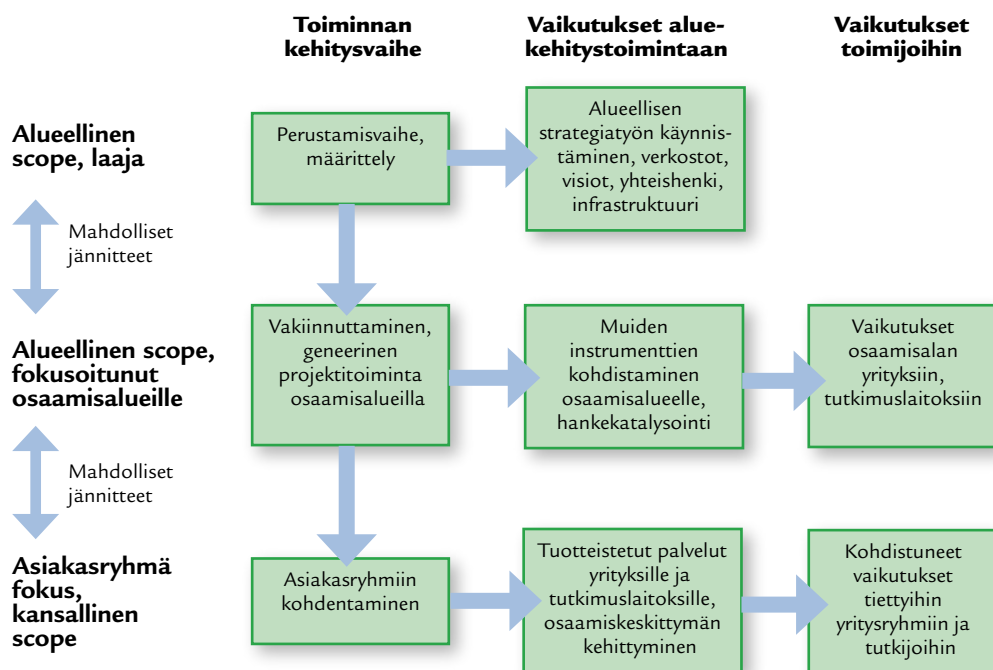 Toiminnan
kehitysvaihe
Vaikutukset alue-
kehitystoimintaan
Vaikutukset
toimijoihin
Alueellinen
scope, laaja
Perustamisvaihe,
määrittely
Alueellisen
strategiatyön käynnis-
täminen, verkostot,
visiot, yhteishenki,
infrastruktuuri
Mahdolliset
jännitteet
Alueellinen scope,
fokusoitunut
osaamisalueille
Vakiinnuttaminen,
geneerinen
projektitoiminta
osaamisalueilla
Muiden
instrumenttien
kohdistaminen
osaamisalueelle,
hankekatalysointi
Vaikutukset
osaamisalan
yrityksiin,
tutkimuslaitoksiin
Mahdolliset
jännitteet
Asiakasryhmä
fokus,
kansallinen
scope
Asiakasryhmiin
kohdentaminen
Tuotteistetut palvelut
yrityksille ja
tutkimuslaitoksille,
osaamiskeskittymän
kehittyminen
Kohdistuneet
vaikutukset
tiettyihin
yritysryhmiin ja
tutkijoihin